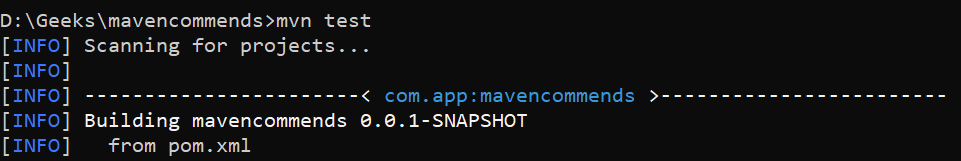 D:\Geeks\mavencommends>mvn test
[INFO] Scanning for projects...
[INFO]
[INFO] -----------------------< com.app:mavencommends >------------------------
[INFO] Building mavencommends 0.0.1-SNAPSHOT
[INFO]   from pom.xml